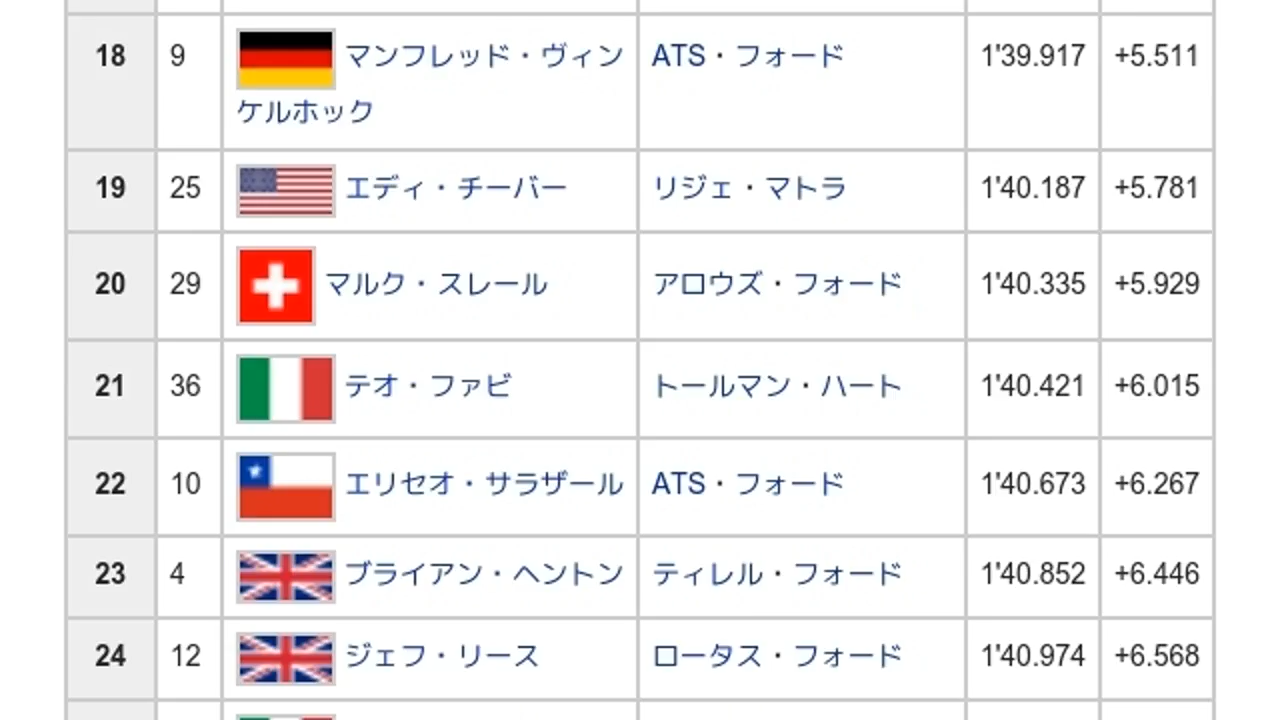 18 9 マンフレッド・ヴィン ATS・フォード 1'39.917 +5.511
ケルホック
19 25 エディ・チーバー リジェ・マトラ 1'40.187 +5.781
20 29 マルク・スレール アロウズ・フォード 1'40.335 +5.929
21 36 テオ・ファビ トールマン・ハート 1'40.421 +6.015
22 10 エリセオ・サラザール ATS・フォード 1'40.673 +6.267
23 4 ブライアン・ヘントン ティレル・フォード 1'40.852 +6.446
24 12 ジェフ・リース ロータス・フォード 1'40.974 +6.568